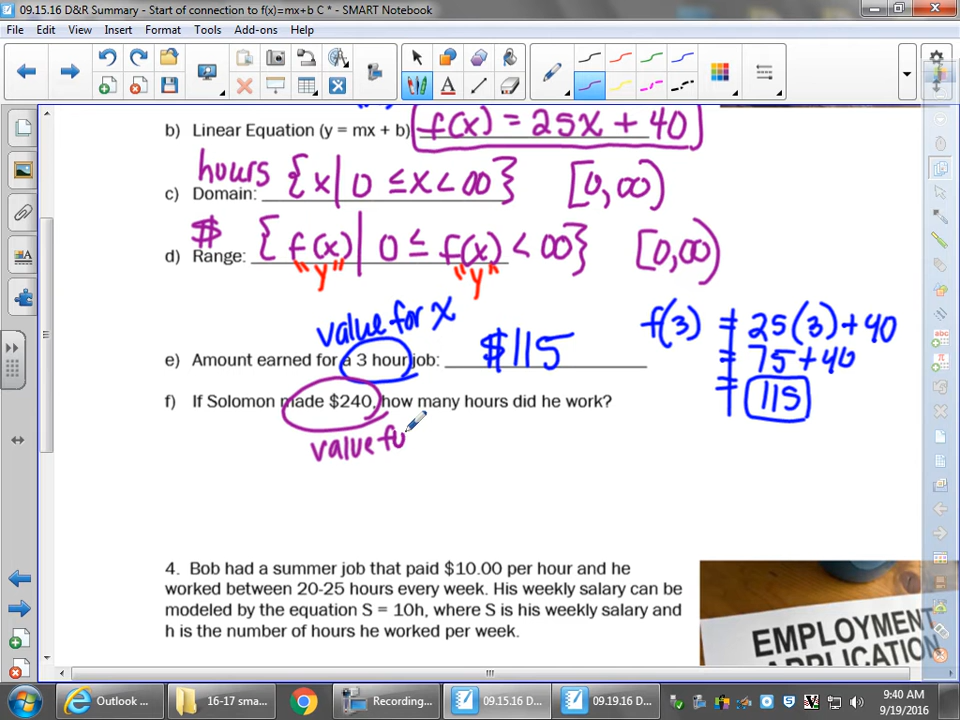 09.15.16 D&R Summary - Start of connection to f(x)=mx+b C * - SMART Notebook
File Edit View Insert Format Tools Add-ons Help
b) Linear Equation (y = mx + b) f(x) = 25x + 40
hours {x| 0 ≤ x < ∞} [0,∞)
c) Domain:
$ {f(x)| 0 ≤ f(x) < ∞} [0,∞)
d) Range:
"y" "y"
value for x
f(3) = 25(3)+40
e) Amount earned for a 3 hour job: $115
= 75+40
= 115
f) If Solomon made $240, how many hours did he work?
value fo
4. Bob had a summer job that paid $10.00 per hour and he
worked between 20-25 hours every week. His weekly salary can be
modeled by the equation S = 10h, where S is his weekly salary and
h is the number of hours he worked per week.
EMPLOYMENT
APPLICATION
Outlook ... 16-17 sma... Recording... 09.15.16 D... 09.19.16 D...
9:40 AM
9/19/2016